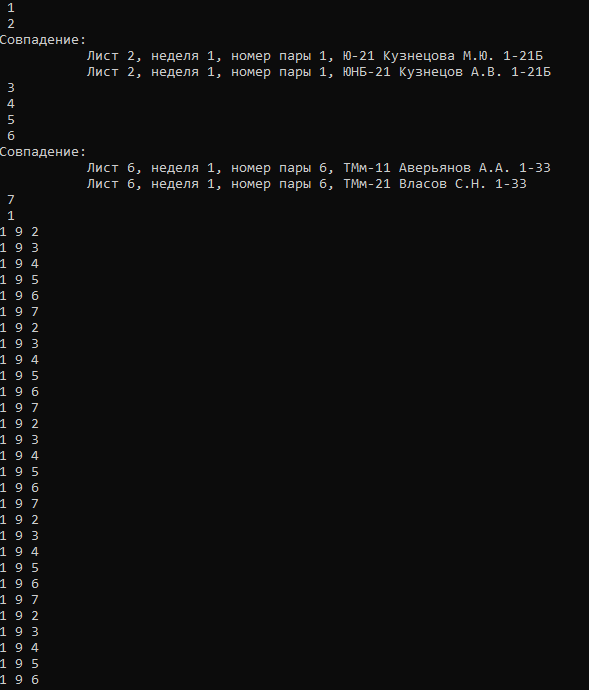 1
2
Совпадение:
Лист 2, неделя 1, номер пары 1, Ю-21 Кузнецова М.Ю. 1-21Б
Лист 2, неделя 1, номер пары 1, ЮНБ-21 Кузнецов А.В. 1-21Б
3
4
5
6
Совпадение:
Лист 6, неделя 1, номер пары 6, ТМм-11 Аверьянов А.А. 1-33
Лист 6, неделя 1, номер пары 6, ТМм-21 Власов С.Н. 1-33
7
1
1 9 2
1 9 3
1 9 4
1 9 5
1 9 6
1 9 7
1 9 2
1 9 3
1 9 4
1 9 5
1 9 6
1 9 7
1 9 2
1 9 3
1 9 4
1 9 5
1 9 6
1 9 7
1 9 2
1 9 3
1 9 4
1 9 5
1 9 6
1 9 7
1 9 2
1 9 3
1 9 4
1 9 5
1 9 6